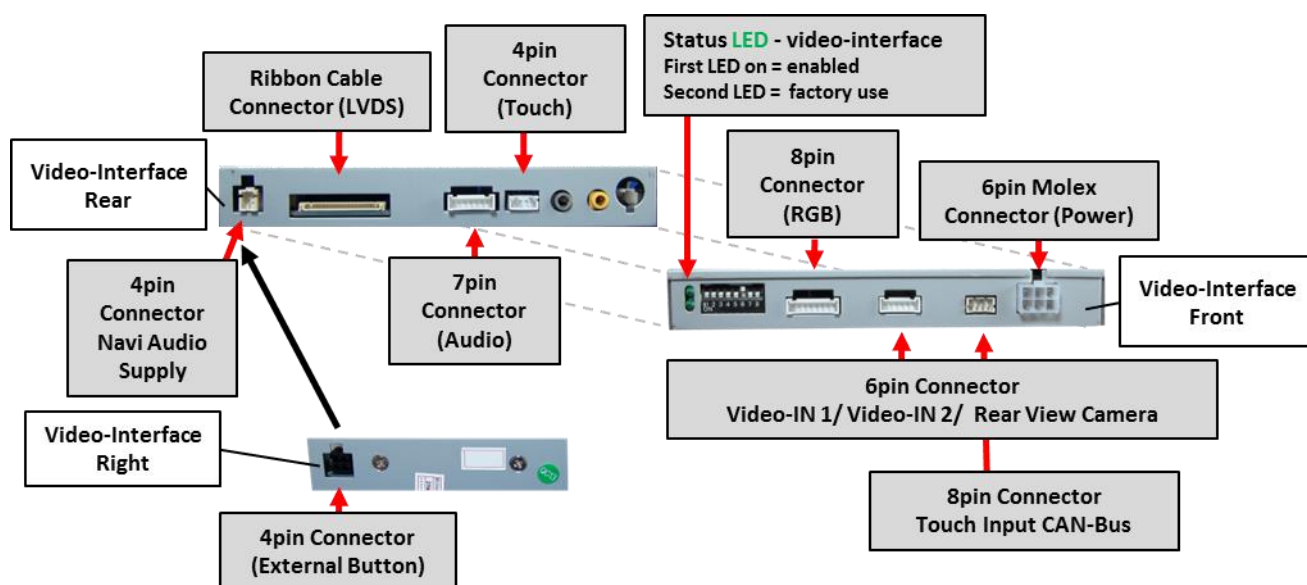 Status LED - video-interface
First LED on = enabled
Second LED = factory use
4pin
Connector
(Touch)
Ribbon Cable
Connector (LVDS)
Video-Interface
Rear
8pin
Connector
(RGB)
6pin Molex
Connector (Power)
4pin
Connector
Navi Audio
Supply
7pin
Connector
(Audio)
Video-Interface
Front
6pin Connector
Video-IN 1/ Video-IN 2/ Rear View Camera
Video-Interface
Right
8pin Connector
Touch Input CAN-Bus
4pin Connector
(External Button)